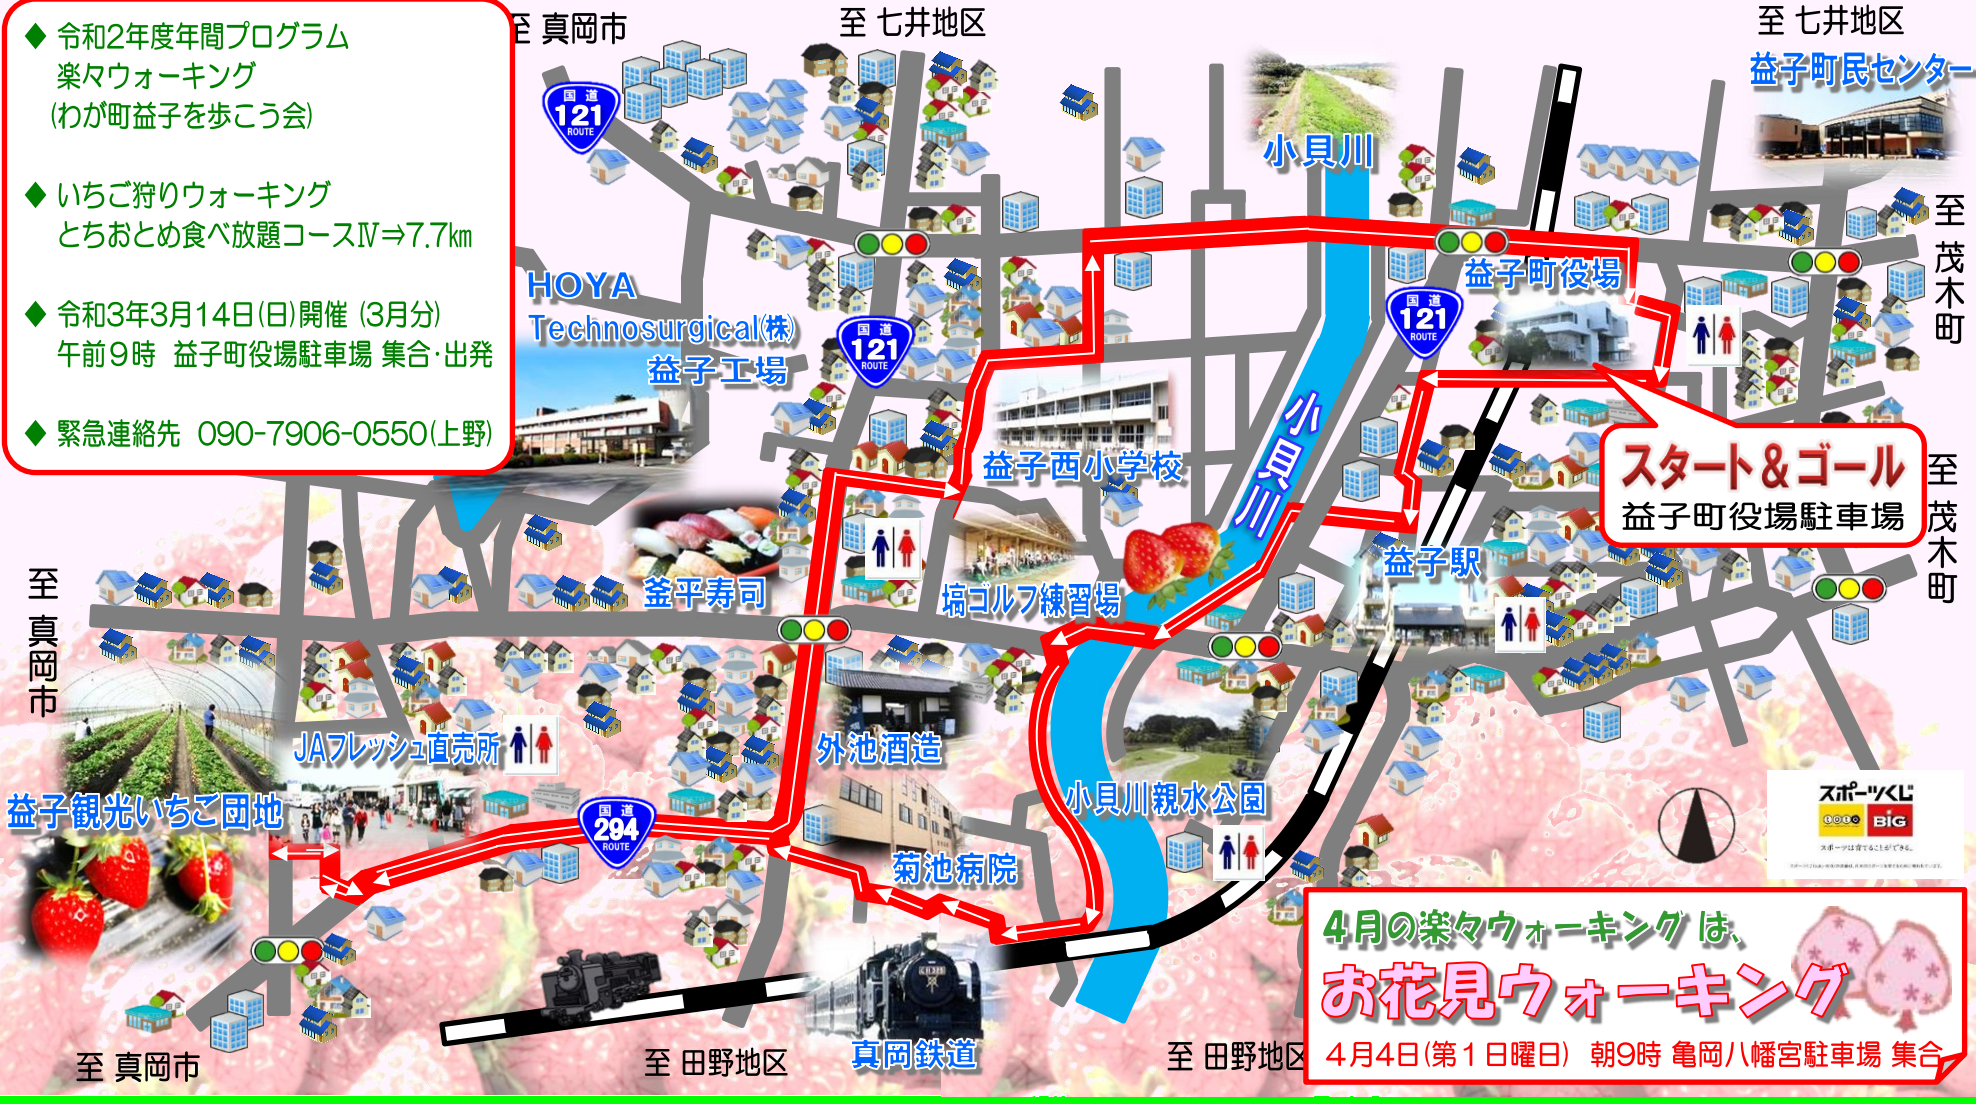 ◆ 令和2年度年間プログラム
楽々ウォーキング
(わが町益子を歩こう会)
◆ いちご狩りウォーキング
とちおとめ食べ放題コースⅣ⇒7.7㎞
◆ 令和3年3月14日(日)開催 (3月分)
午前9時 益子町役場駐車場 集合・出発
◆ 緊急連絡先 090-7906-0550(上野)
至 真岡市
至 七井地区
至 七井地区
益子町民センター
国道
121
ROUTE
小貝川
至 茂木町
HOYA
Technosurgical㈱
益子工場
国道
121
ROUTE
益子町役場
国道
121
ROUTE
小貝川
益子西小学校
スタート&ゴール
益子町役場駐車場
至 茂木町
釜平寿司
塙ゴルフ練習場
益子駅
至 真岡市
JAフレッシュ直売所
外池酒造
小貝川親水公園
益子観光いちご団地
国道
294
ROUTE
菊池病院
スポーツくじ
toto
BIG
スポーツは育てることができる。
4月の楽々ウォーキング は、
お花見ウォーキング
4月4日(第1日曜日) 朝9時 亀岡八幡宮駐車場 集合
真岡鉄道
至 真岡市
至 田野地区
至 田野地区